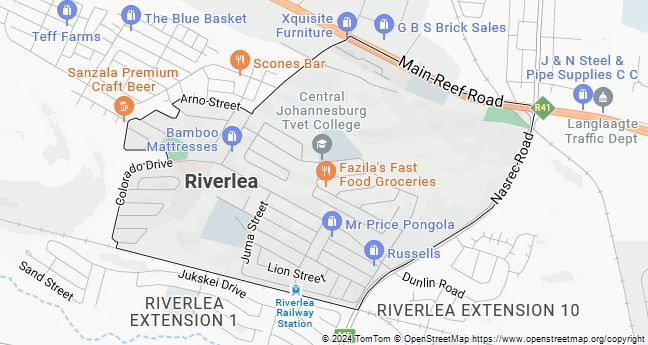 Teff Farms
The Blue Basket
Xquisite
Furniture
G B S Brick Sales
Scones Bar
Sanzala Premium
Craft Beer
Main Reef Road
J & N Steel &
Pipe Supplies C C
R41
Langlaagte
Traffic Dept
Arno Street
Central
Johannesburg
Tvet College
Bamboo
Mattresses
Colorado Drive
Riverlea
Fazila's Fast
Food Groceries
Nasrec Road
Juma Street
Mr Price Pongola
Russells
Sand Street
Jukskei Drive
Lion Street
Dunlin Road
Riverlea
Railway
Station
RIVERLEA
EXTENSION 1
RIVERLEA EXTENSION 10
© 2024 TomTom © OpenStreetMap https://www.openstreetmap.org/copyright